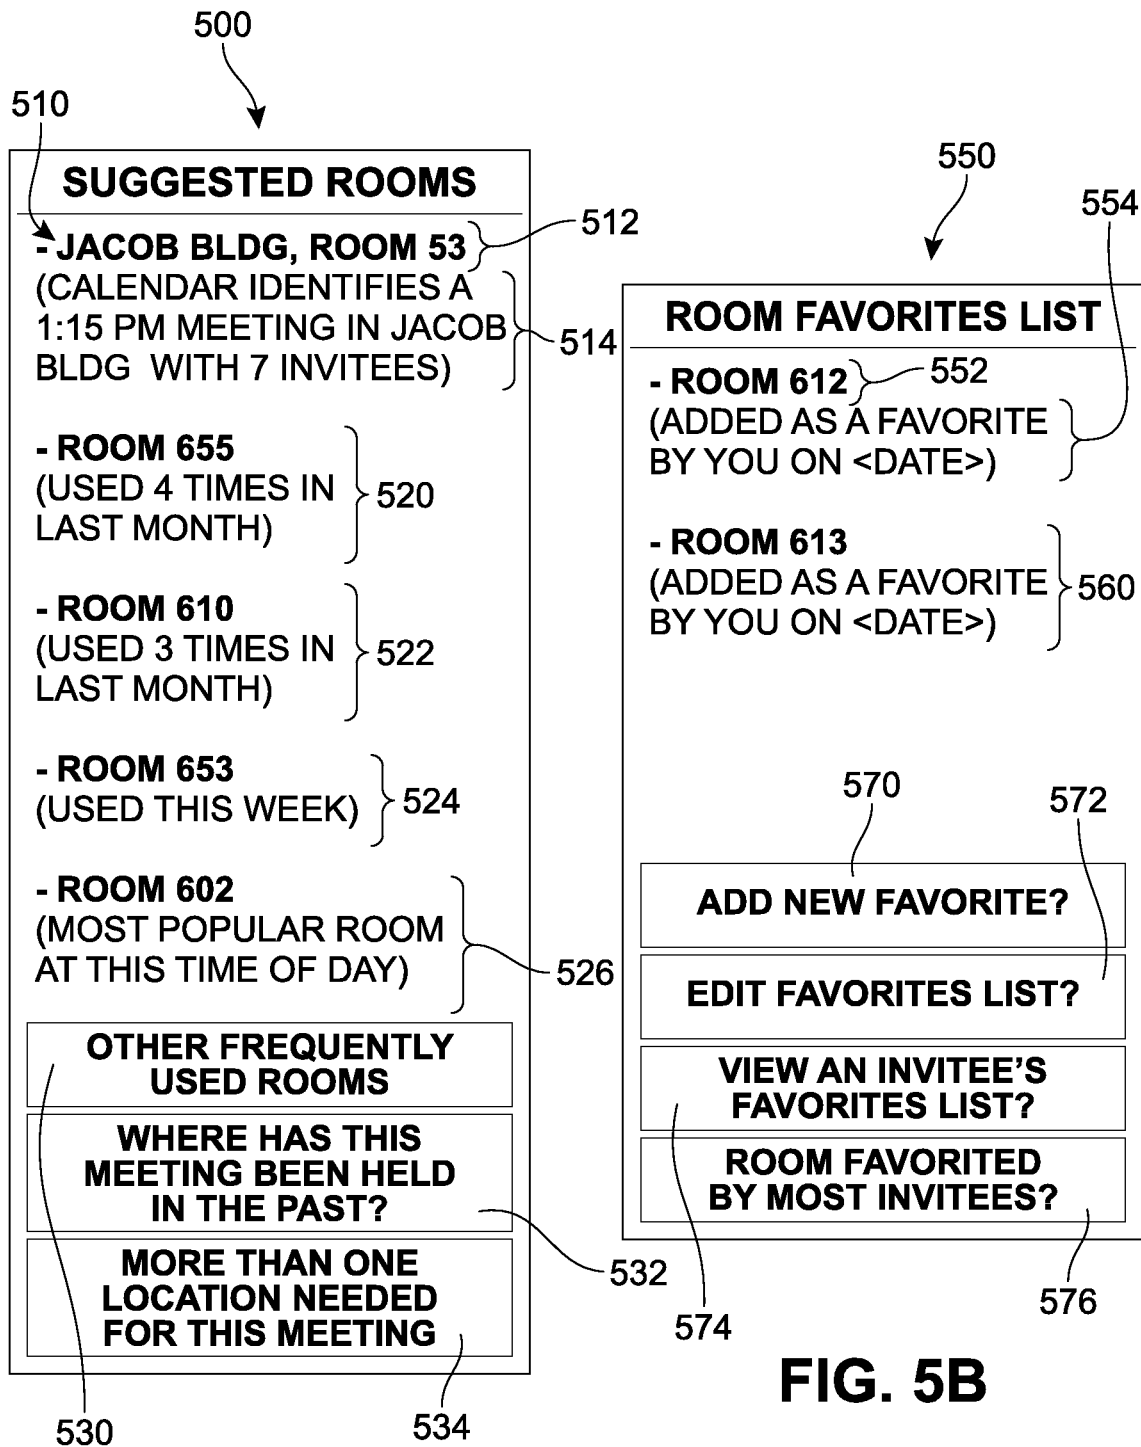 500
510
SUGGESTED ROOMS
- JACOB BLDG, ROOM 53
512
(CALENDAR IDENTIFIES A
1:15 PM MEETING IN JACOB
BLDG WITH 7 INVITEES)
514
- ROOM 655
(USED 4 TIMES IN
LAST MONTH)
520
- ROOM 610
(USED 3 TIMES IN
LAST MONTH)
522
- ROOM 653
(USED THIS WEEK)
524
- ROOM 602
(MOST POPULAR ROOM
AT THIS TIME OF DAY)
526
OTHER FREQUENTLY
USED ROOMS
WHERE HAS THIS
MEETING BEEN HELD
IN THE PAST?
532
MORE THAN ONE
LOCATION NEEDED
FOR THIS MEETING
530
534
550
554
ROOM FAVORITES LIST
- ROOM 612
552
(ADDED AS A FAVORITE
BY YOU ON <DATE>)
- ROOM 613
(ADDED AS A FAVORITE
BY YOU ON <DATE>)
560
570
572
ADD NEW FAVORITE?
EDIT FAVORITES LIST?
VIEW AN INVITEE'S
FAVORITES LIST?
ROOM FAVORITED
BY MOST INVITEES?
574
576
FIG. 5B